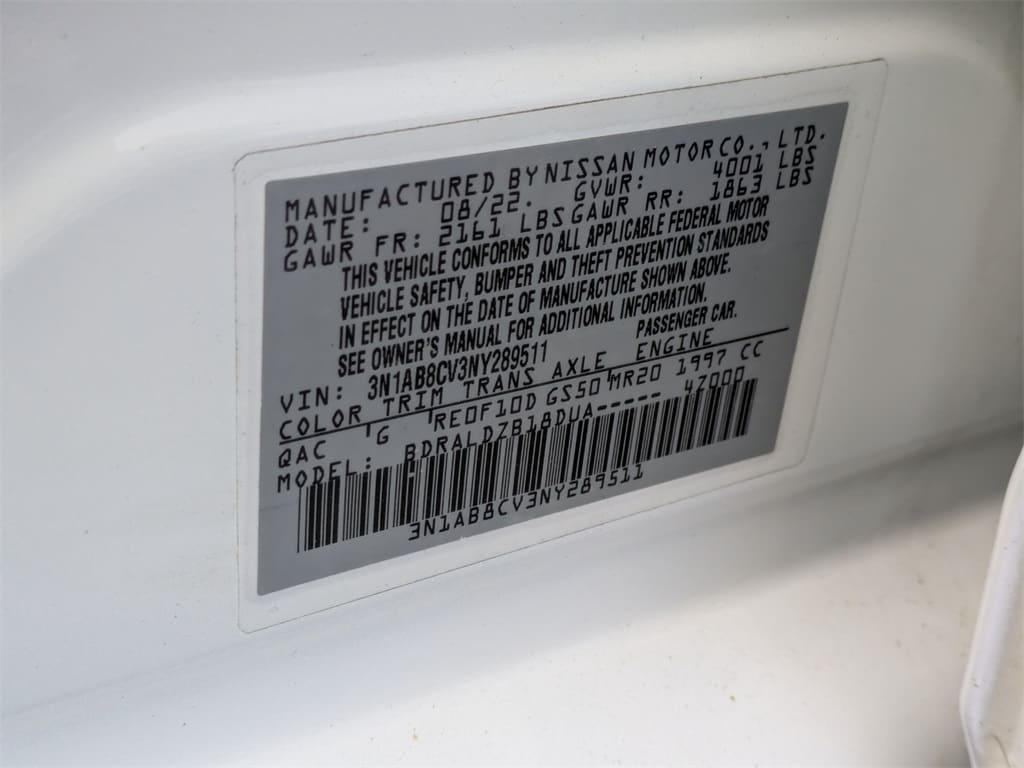 MANUFACTURED BY NISSAN MOTOR CO., LTD.
DATE: 08/22. GVWR: 4001 LBS
GAWR FR: 2161 LBS GAWR RR: 1863 LBS
THIS VEHICLE CONFORMS TO ALL APPLICABLE FEDERAL MOTOR
VEHICLE SAFETY, BUMPER AND THEFT PREVENTION STANDARDS
IN EFFECT ON THE DATE OF MANUFACTURE SHOWN ABOVE.
SEE OWNER'S MANUAL FOR ADDITIONAL INFORMATION.
VIN: 3N1AB8CV3NY289511 PASSENGER CAR.
COLOR TRIM TRANS AXLE ENGINE
QAC G RE0F10D GS50 MR20 1997 CC
MODEL: BDRALDZB18DUA----- 47000
3N1AB8CV3NY289511